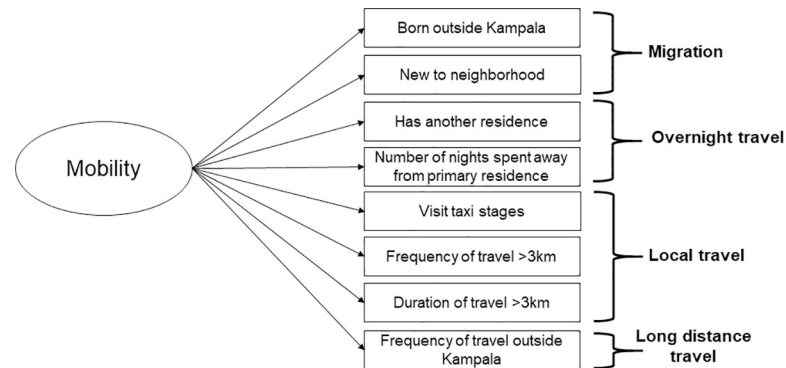 Born outside Kampala
Migration
New to neighborhood
Has another residence
Overnight travel
Mobility
Number of nights spent away
from primary residence
Visit taxi stages
Frequency of travel >3km
Local travel
Duration of travel >3km
Frequency of travel outside
Kampala
Long distance
travel